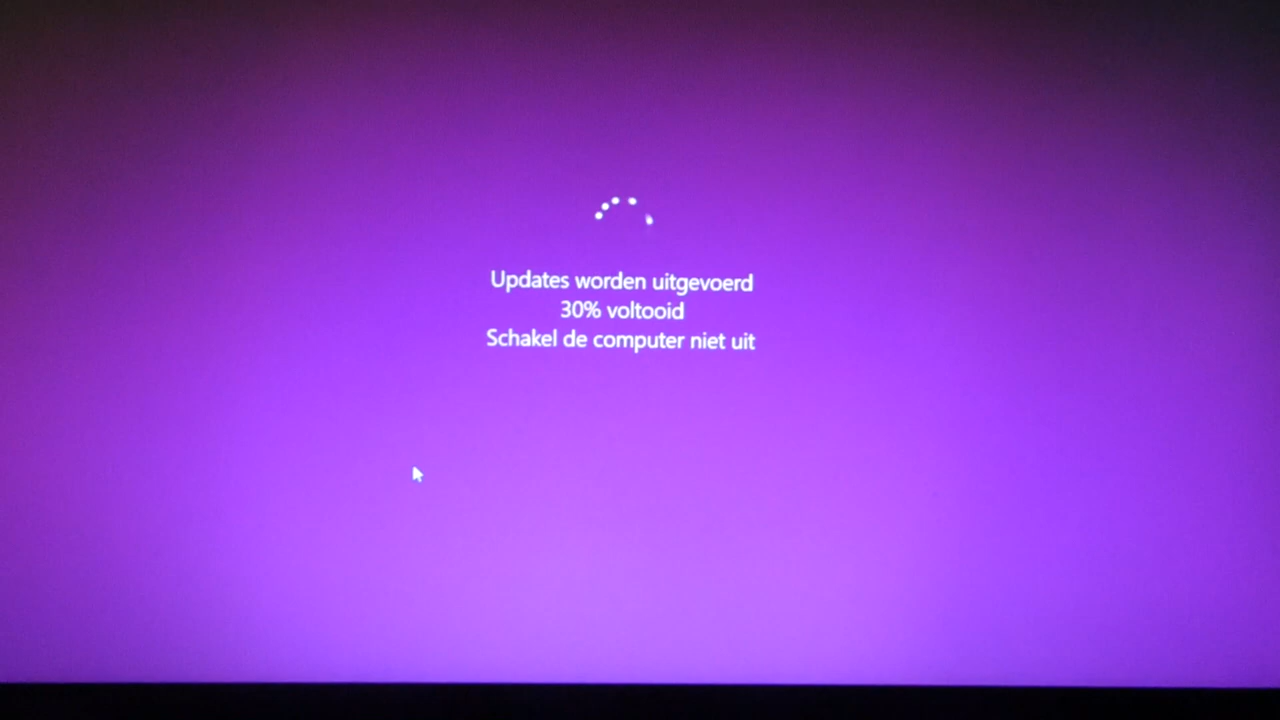 Updates worden uitgevoerd
30% voltooid
Schakel de computer niet uit